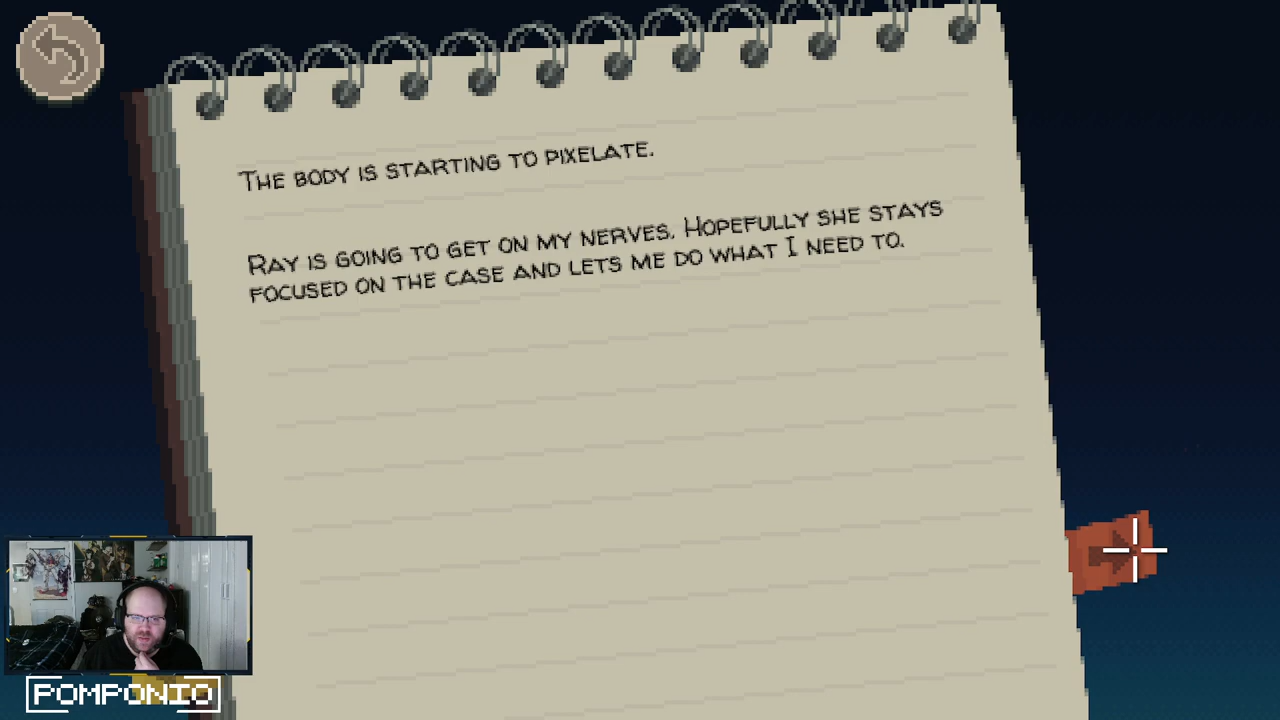 THE BODY IS STARTING TO PIXELATE.
RAY IS GOING TO GET ON MY NERVES. HOPEFULLY SHE STAYS
FOCUSED ON THE CASE AND LETS ME DO WHAT I NEED TO.
POMPONIO